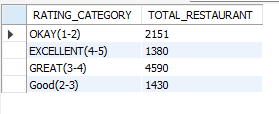 RATING_CATEGORY TOTAL_RESTAURANT
OKAY(1-2) 2151
EXCELLENT(4-5) 1380
GREAT(3-4) 4590
Good(2-3) 1430